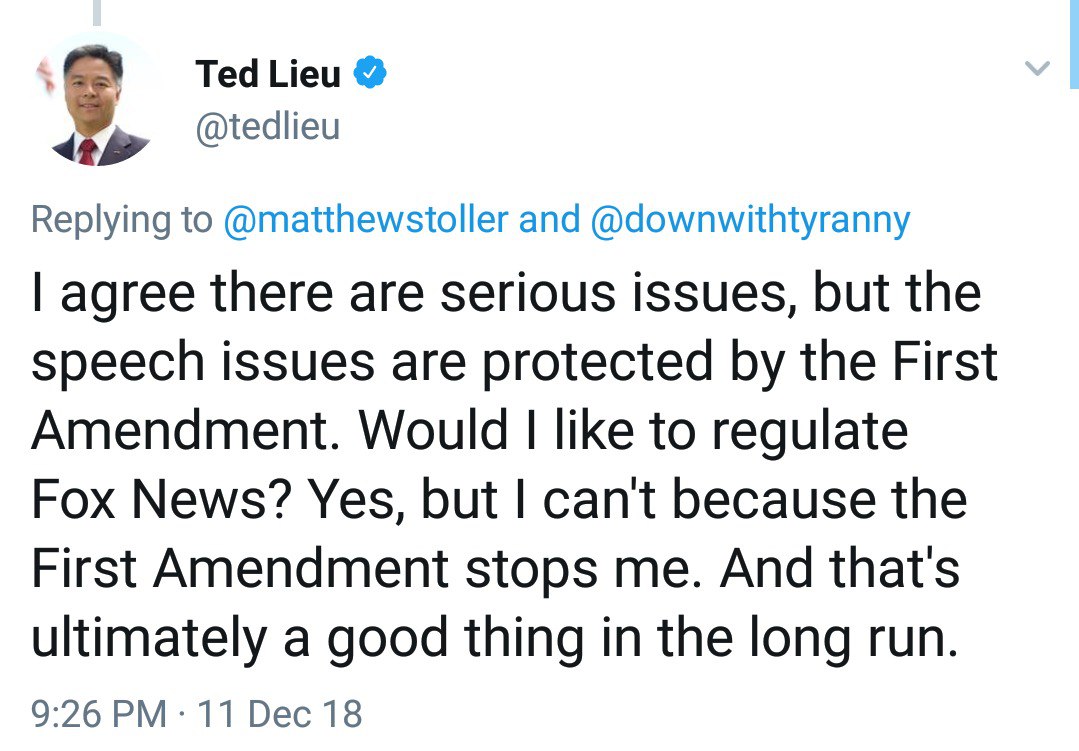 Ted Lieu
@tedlieu
Replying to @matthewstoller and @downwithtyranny
I agree there are serious issues, but the
speech issues are protected by the First
Amendment. Would I like to regulate
Fox News? Yes, but I can't because the
First Amendment stops me. And that's
ultimately a good thing in the long run.
9:26 PM · 11 Dec 18